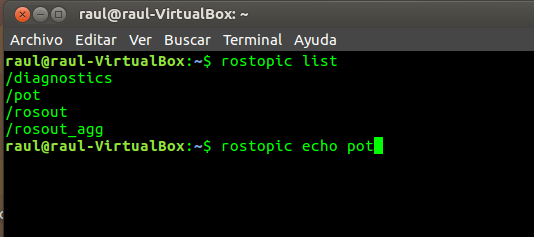 raul@raul-VirtualBox: ~
Archivo Editar Ver Buscar Terminal Ayuda
raul@raul-VirtualBox:~$ rostopic list
/diagnostics
/pot
/rosout
/rosout_agg
raul@raul-VirtualBox:~$ rostopic echo pot